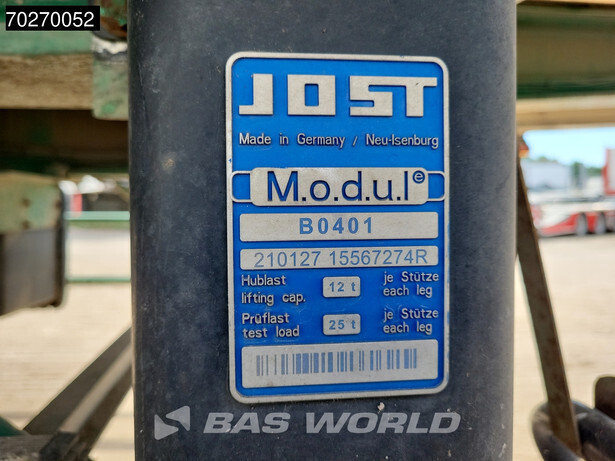 70270052
JOST
Made in Germany / Neu-Isenburg
M.o.d.u.l e
B0401
210127 15567274R
Hublast 12 t je Stütze
lifting cap. each leg
Prüflast 25 t je Stütze
test load each leg
BAS WORLD